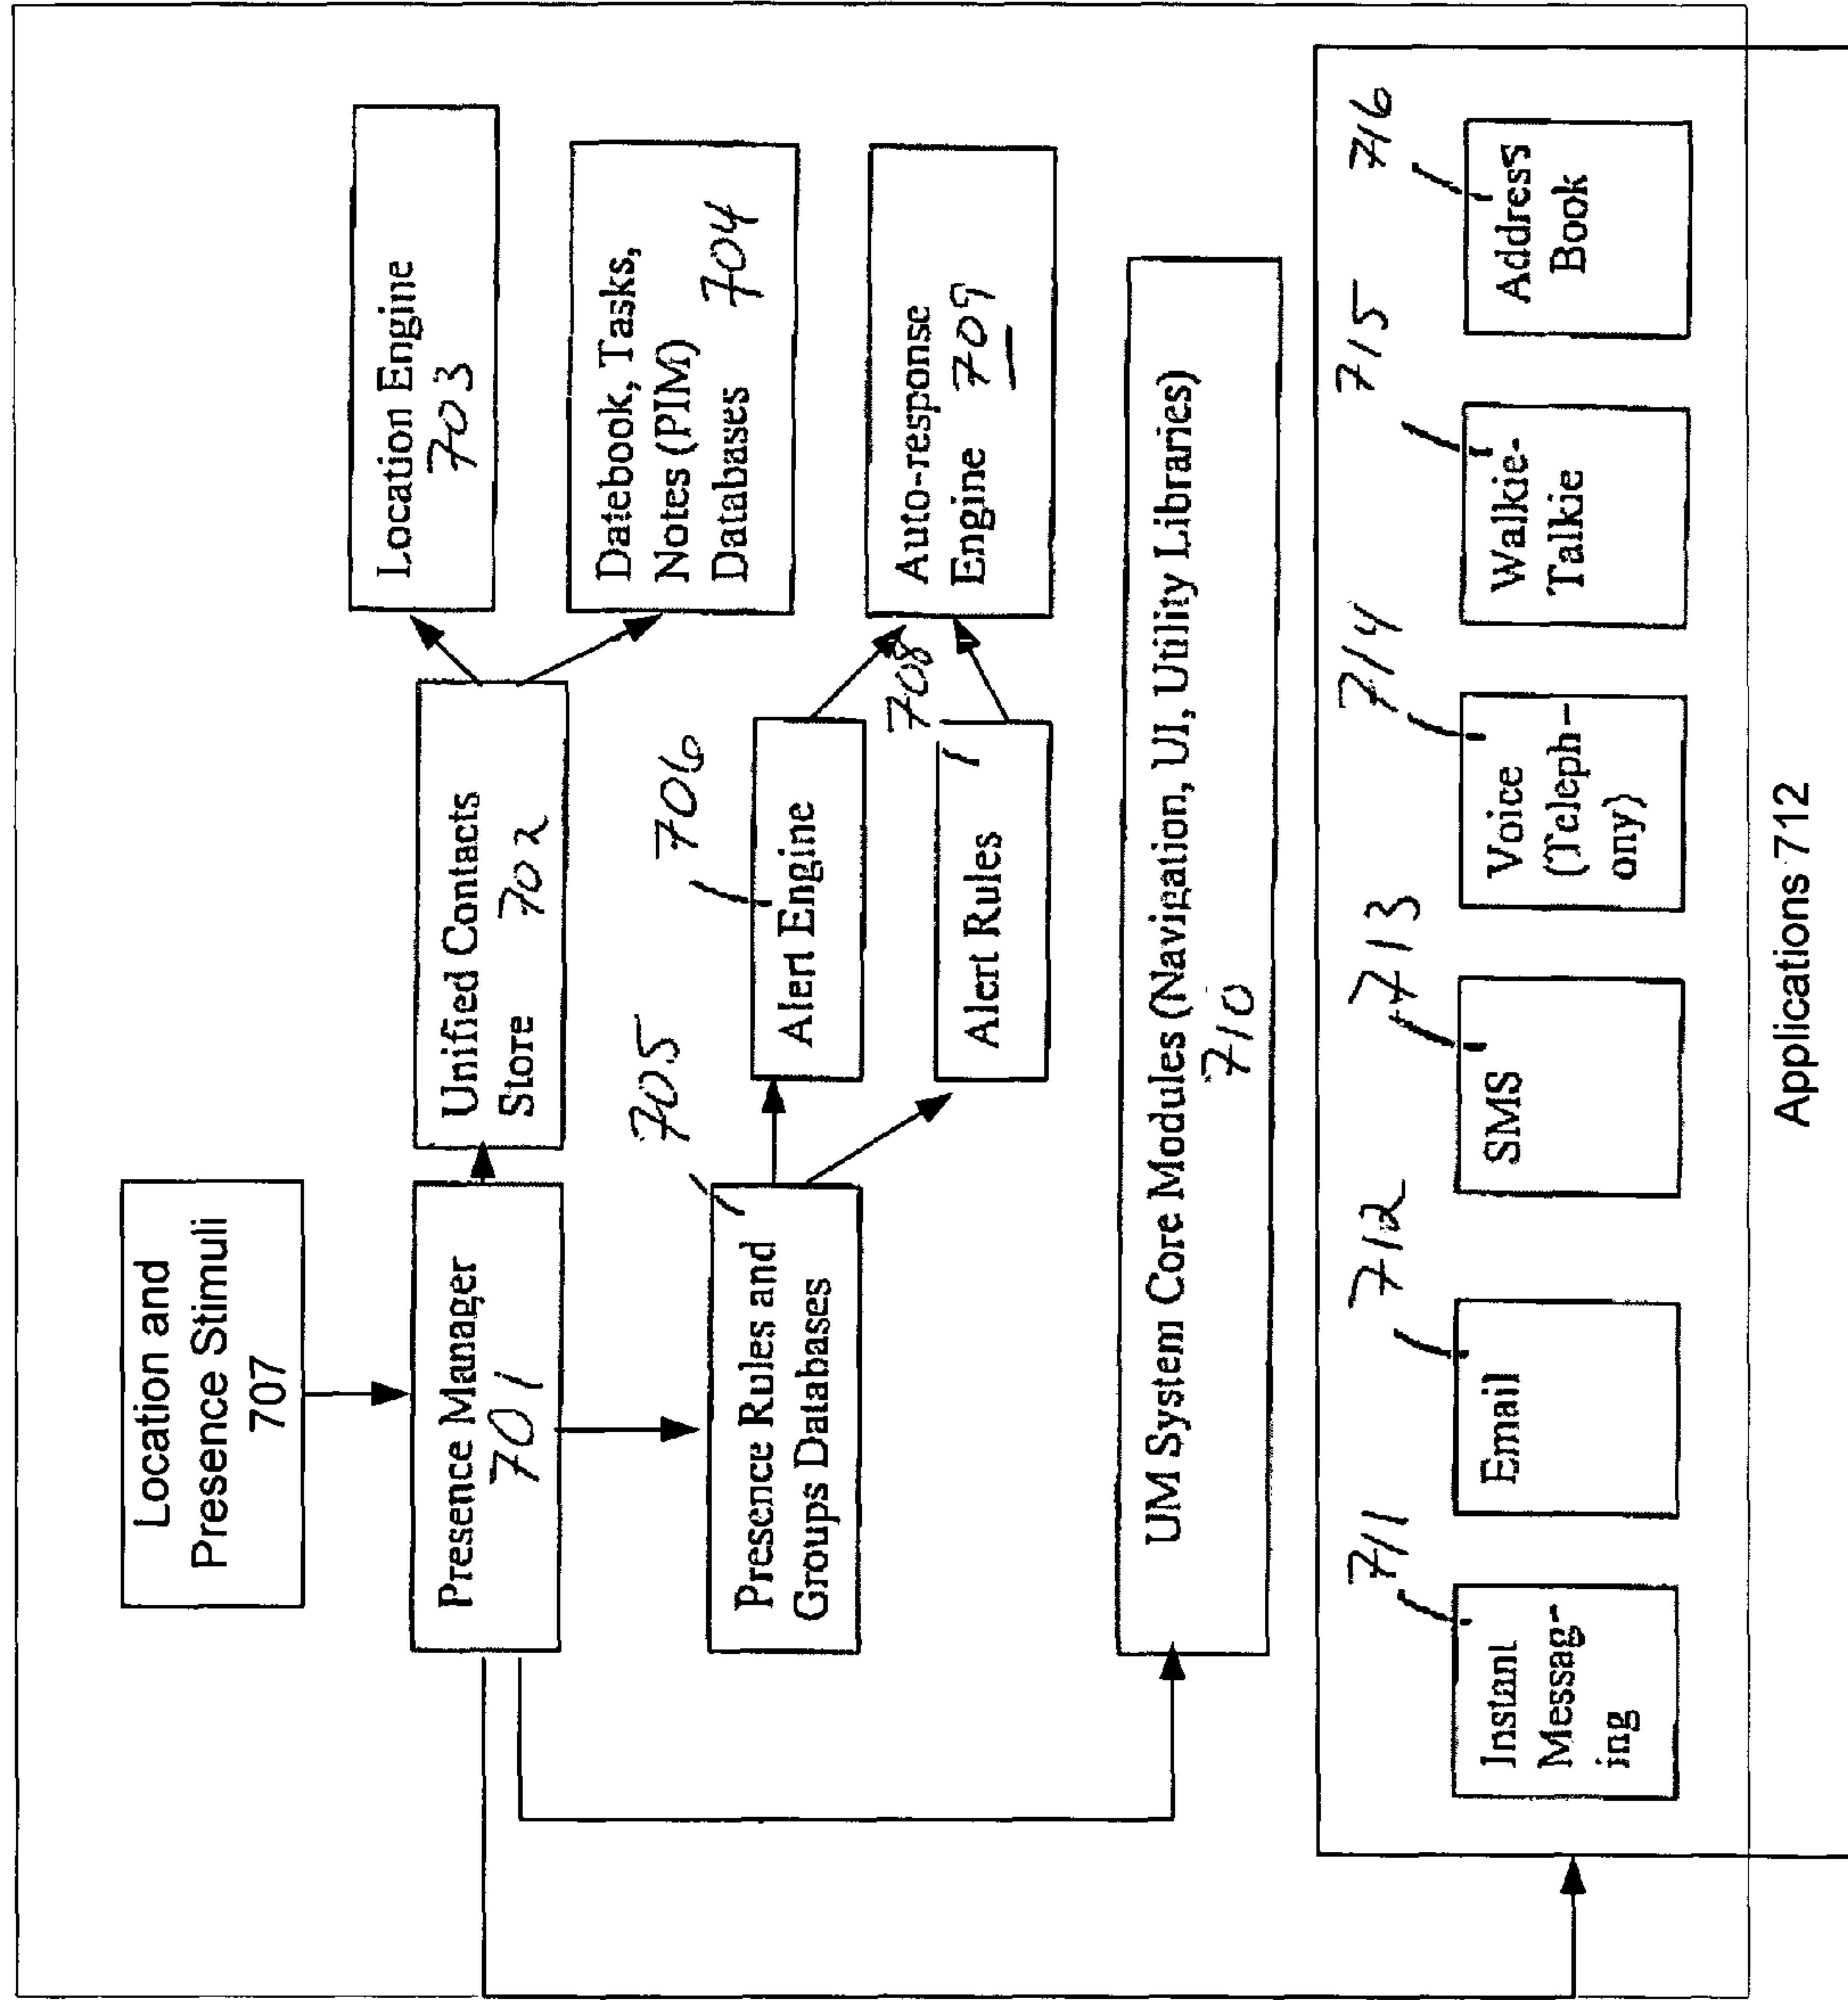 Location and
Presence Stimuli
707
Presence Manager
701
Unified Contacts
Store 702
Location Engine
703
Datebook, Tasks,
Notes (PIM)
Databases 704
705
Presence Rules and
Groups Databases
706
Alert Engine
708
Alert Rules
Auto-response
Engine 709
UM System Core Modules (Navigation, UI, Utility Libraries)
710
711
Instant
Messag-
ing
712
Email
713
SMS
714
Voice
(Teleph-
ony)
715
Walkie-
Talkie
716
Address
Book
Applications 712